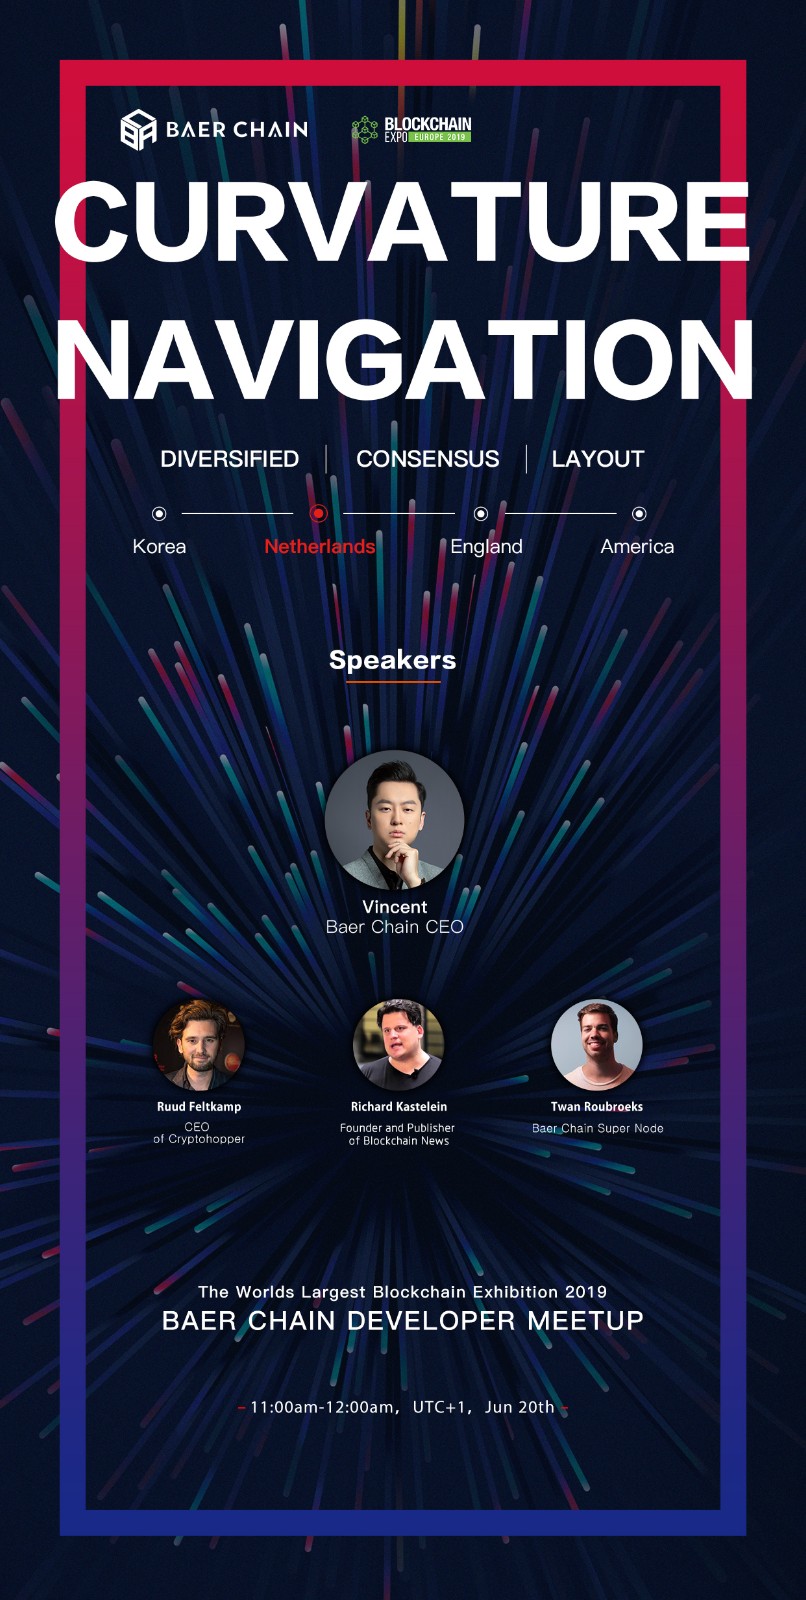 BAER CHAIN
BLOCKCHAIN
EXPO EUROPE 2019
CURVATURE
NAVIGATION
DIVERSIFIED | CONSENSUS | LAYOUT
Korea Netherlands England America
Speakers
Vincent
Baer Chain CEO
Ruud Feltkamp
CEO
of Cryptohopper
Richard Kastelein
Founder and Publisher
of Blockchain News
Twan Roubroeks
Baer Chain Super Node
The Worlds Largest Blockchain Exhibition 2019
BAER CHAIN DEVELOPER MEETUP
– 11:00am-12:00am, UTC+1, Jun 20th –